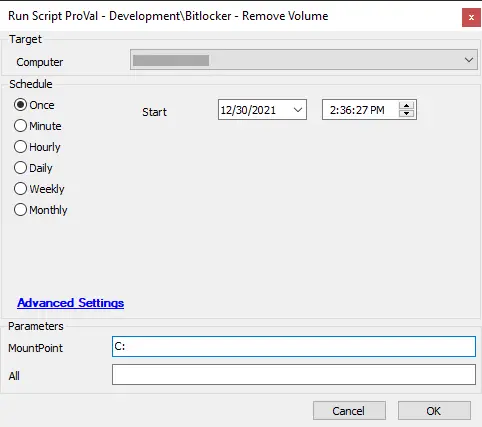 Run Script ProVal - Development\Bitlocker - Remove Volume
x
Target
Computer
Schedule
Once
Start
12/30/2021
2:36:27 PM
Minute
Hourly
Daily
Weekly
Monthly
Advanced Settings
Parameters
MountPoint
C:
All
Cancel
OK